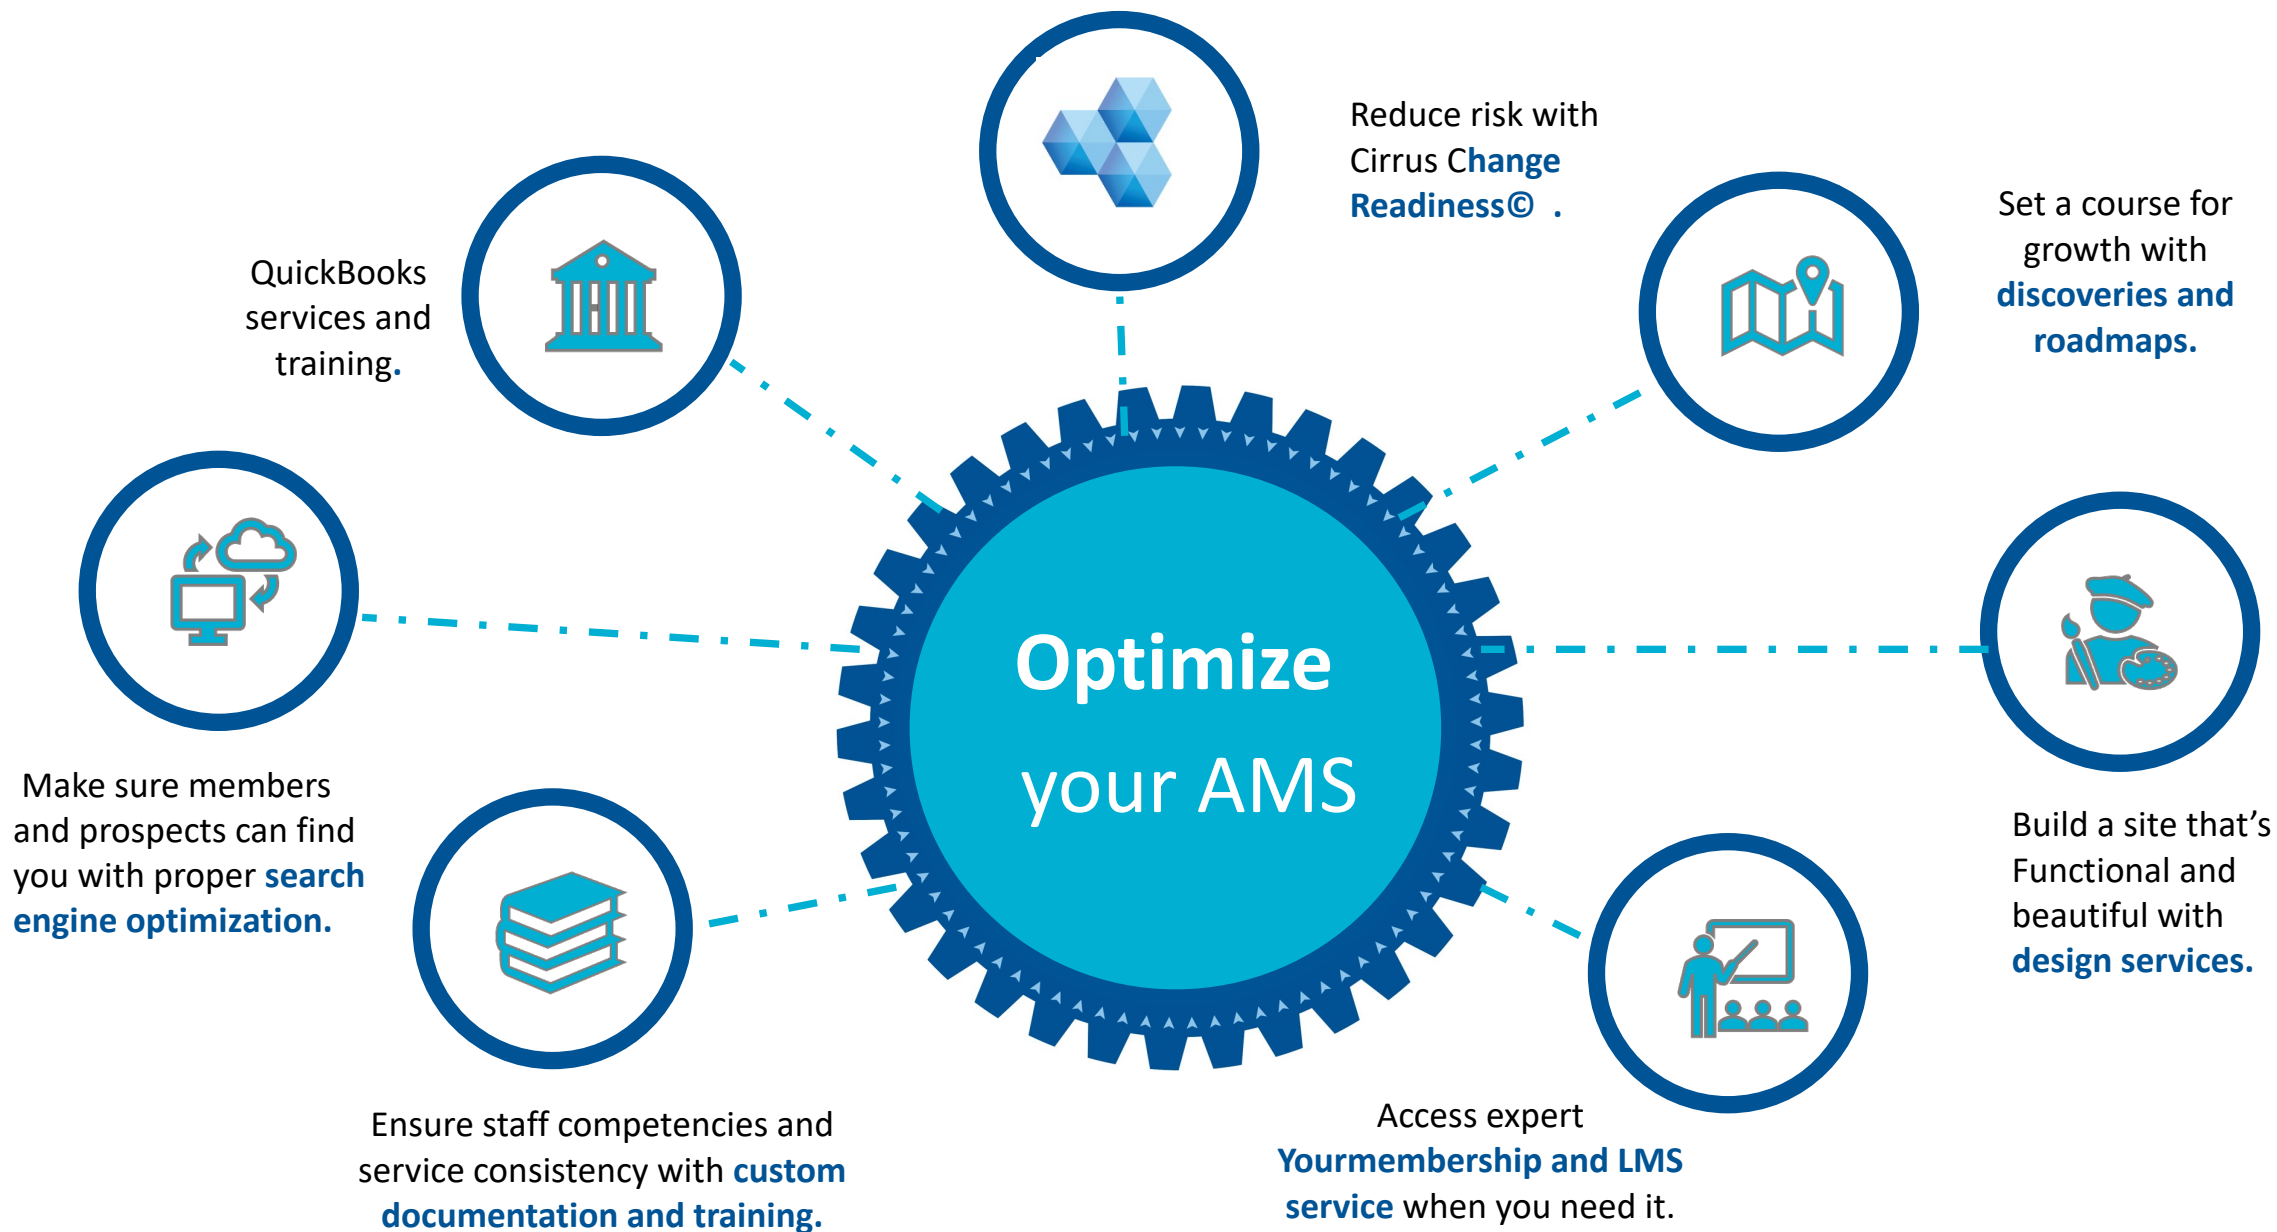 Reduce risk with
Cirrus Change
Readiness© .
Set a course for
growth with
discoveries and
roadmaps.
QuickBooks
services and
training.
Optimize
your AMS
Make sure members
and prospects can find
you with proper search
engine optimization.
Build a site that’s
Functional and
beautiful with
design services.
Ensure staff competencies and
service consistency with custom
documentation and training.
Access expert
Yourmembership and LMS
service when you need it.